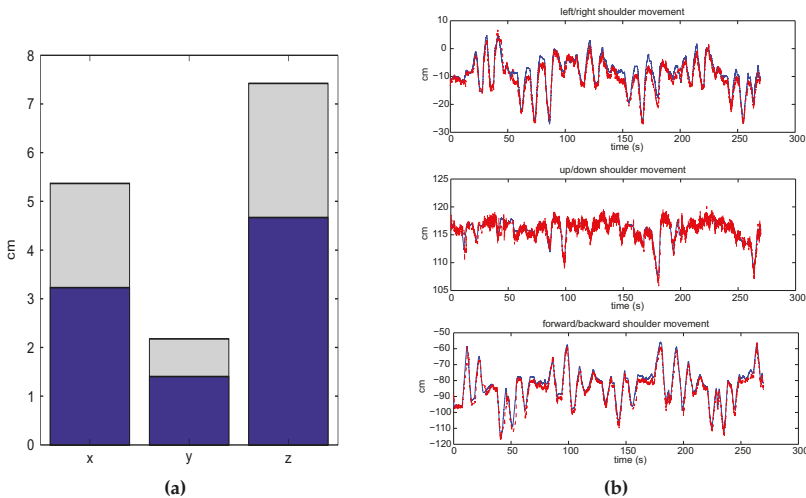 8
7
6
5
4
3
2
1
0
cm
x y z
(a)
left/right shoulder movement
10
0
−10
−20
−30
cm
0 50 100 150 200 250 300
time (s)
up/down shoulder movement
125
120
115
110
105
cm
0 50 100 150 200 250 300
time (s)
forward/backward shoulder movement
−50
−60
−70
−80
−90
−100
−110
−120
cm
0 50 100 150 200 250 300
time (s)
(b)